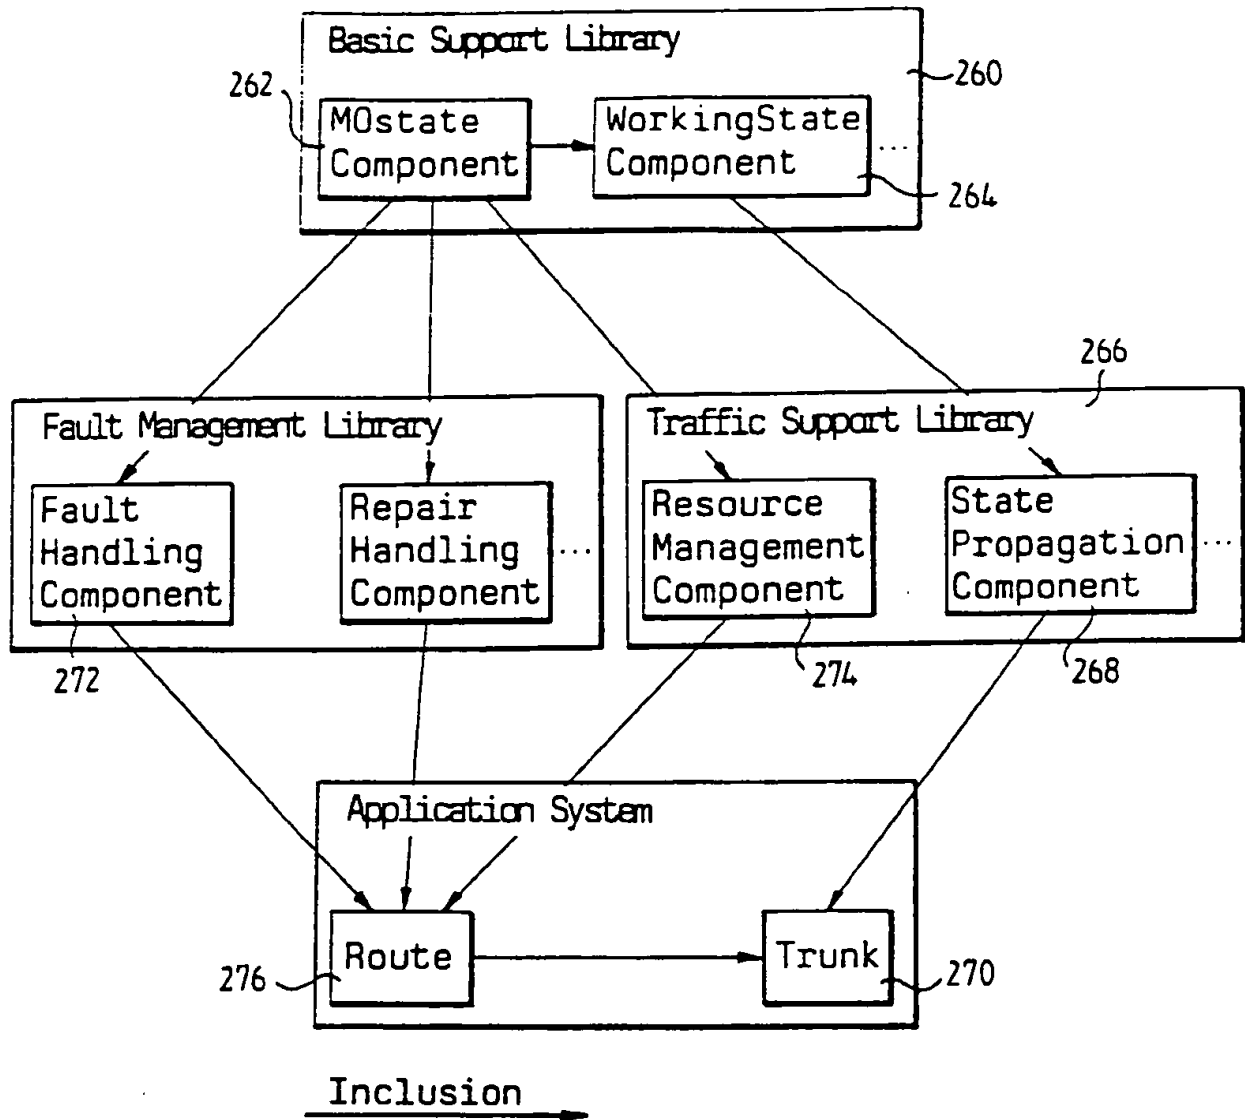 Basic Support Library
260
262
MOstate
Component
WorkingState
Component
...
264
266
Fault Management Library
Traffic Support Library
Fault
Handling
Component
Repair
Handling
Component
...
Resource
Management
Component
State
Propagation
Component
...
272
274
268
Application System
Route
Trunk
276
270
Inclusion